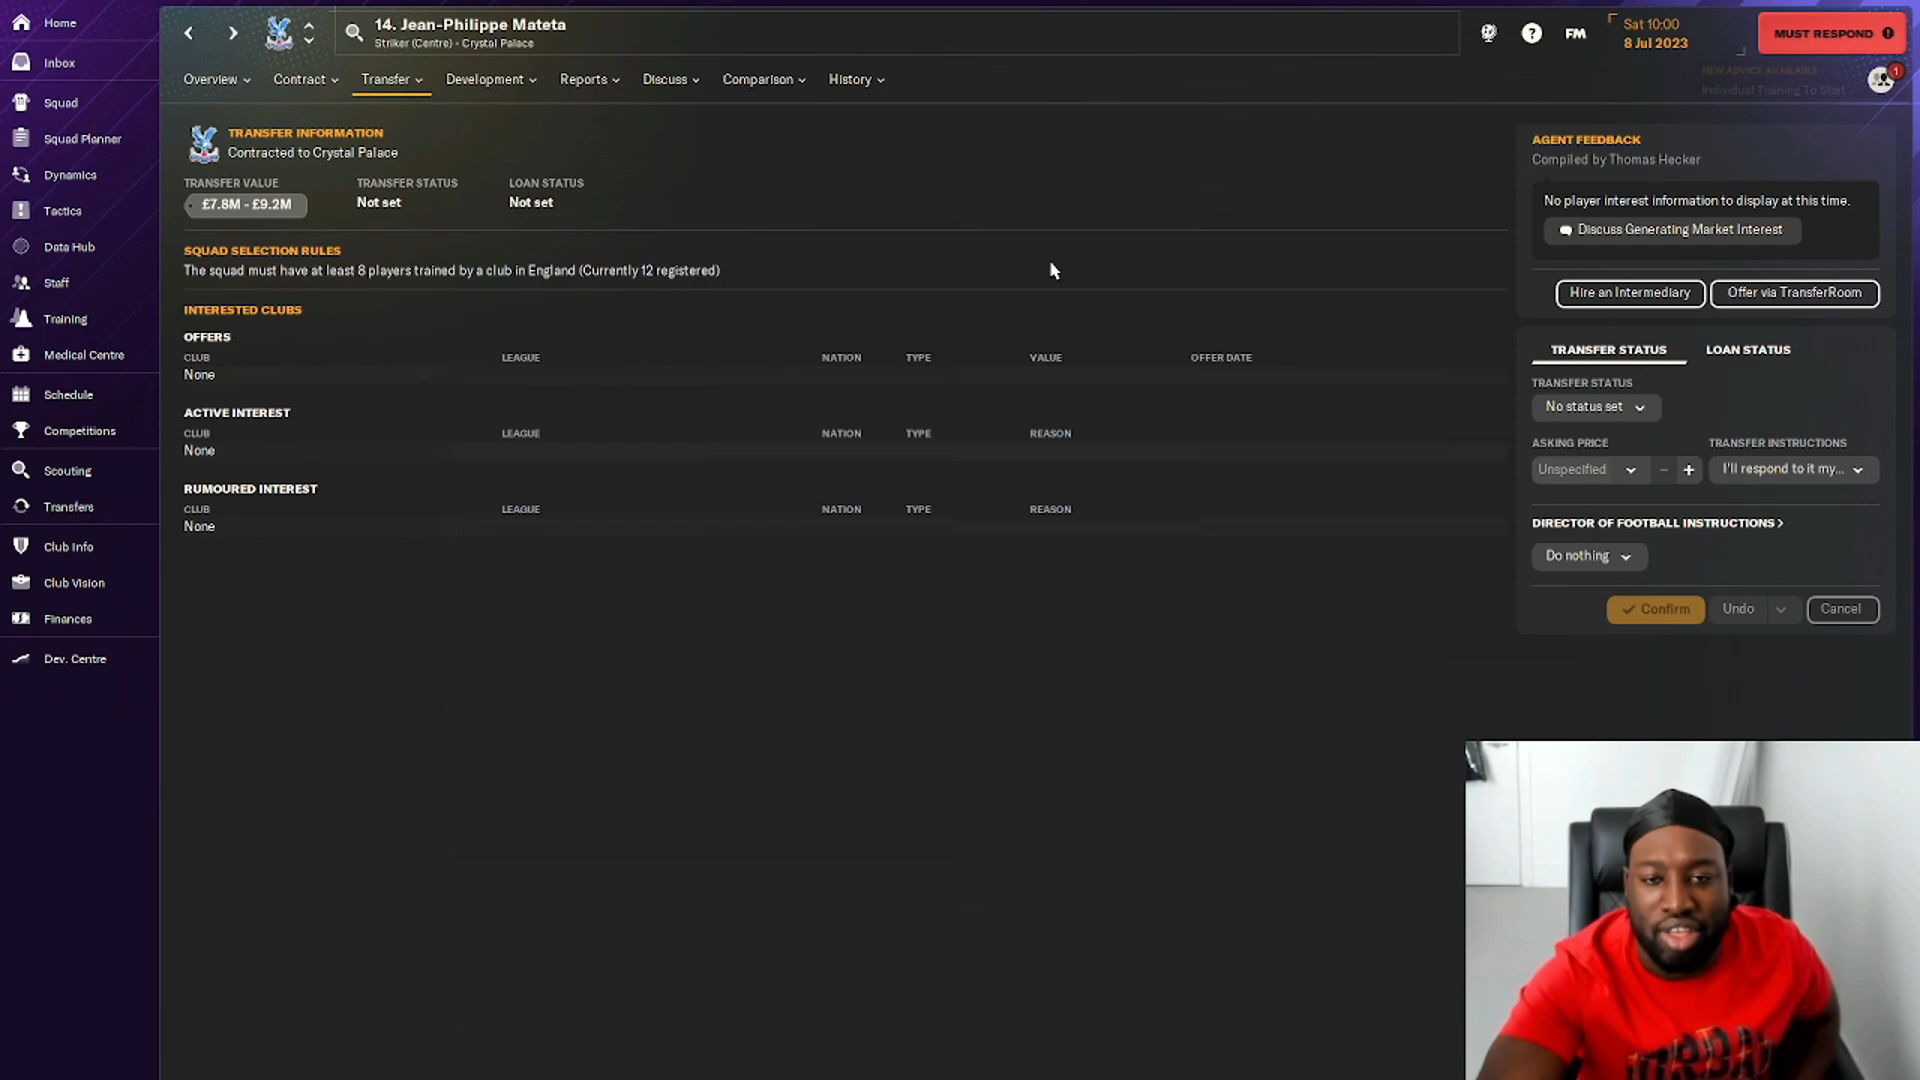 Home
Inbox
Squad
Squad Planner
Dynamics
Tactics
Data Hub
Staff
Training
Medical Centre
Schedule
Competitions
Scouting
Transfers
Club Info
Club Vision
Finances
Dev. Centre
14. Jean-Philippe Mateta
Striker (Centre) - Crystal Palace
FM
Sat 10:00
8 Jul 2023
MUST RESPOND
Overview Contract Transfer Development Reports Discuss Comparison History
NEW ADVICE AVAILABLE
Individual Training To Start
1
TRANSFER INFORMATION
Contracted to Crystal Palace
TRANSFER VALUE TRANSFER STATUS LOAN STATUS
£7.8M - £9.2M Not set Not set
SQUAD SELECTION RULES
The squad must have at least 8 players trained by a club in England (Currently 12 registered)
INTERESTED CLUBS
OFFERS
CLUB LEAGUE NATION TYPE VALUE OFFER DATE
None
ACTIVE INTEREST
CLUB LEAGUE NATION TYPE REASON
None
RUMOURED INTEREST
CLUB LEAGUE NATION TYPE REASON
None
AGENT FEEDBACK
Compiled by Thomas Hecker
No player interest information to display at this time.
Discuss Generating Market Interest
Hire an Intermediary Offer via TransferRoom
TRANSFER STATUS LOAN STATUS
TRANSFER STATUS
No status set
ASKING PRICE TRANSFER INSTRUCTIONS
Unspecified - + I'll respond to it my...
DIRECTOR OF FOOTBALL INSTRUCTIONS >
Do nothing
Confirm Undo Cancel